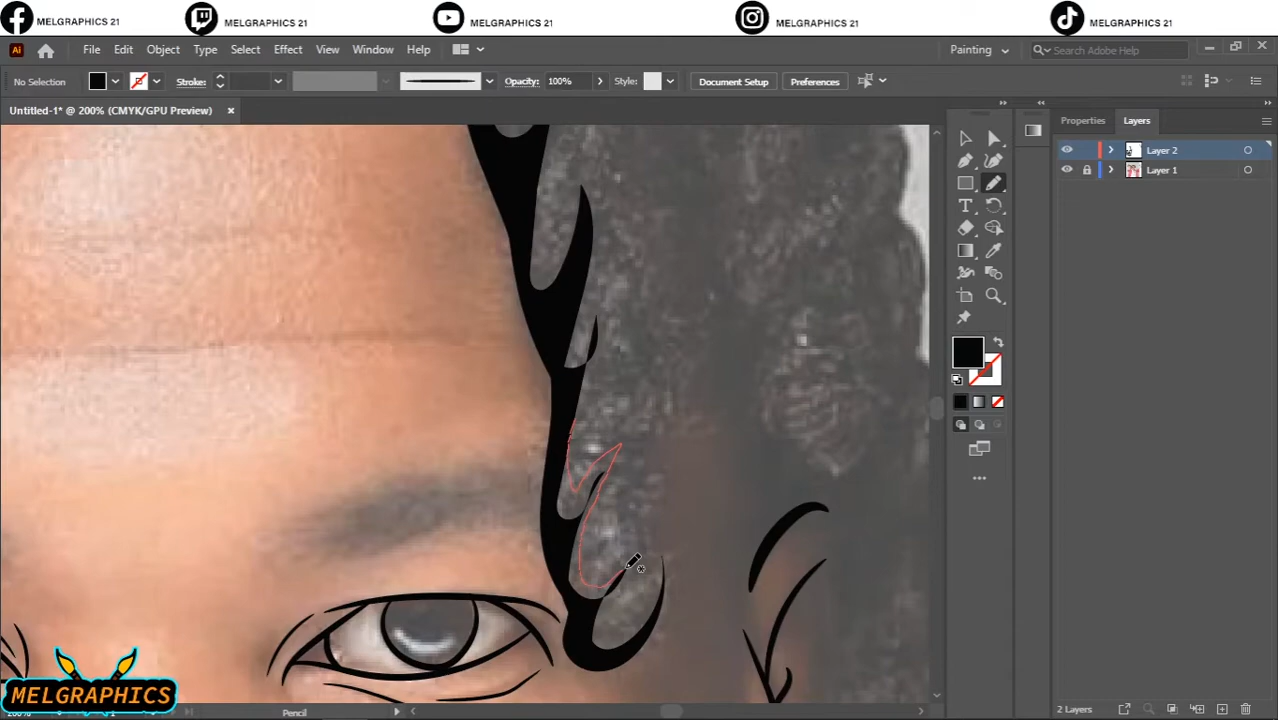 MELGRAPHICS 21 MELGRAPHICS 21 MELGRAPHICS 21 MELGRAPHICS 21 MELGRAPHICS 21
Ai File Edit Object Type Select Effect View Window Help Painting Search Adobe Help
No Selection Stroke: Opacity: 100% Style: Document Setup Preferences
Untitled-1* @ 200% (CMYK/GPU Preview)
Properties Layers
Layer 2
Layer 1
MELGRAPHICS
Pencil
2 Layers